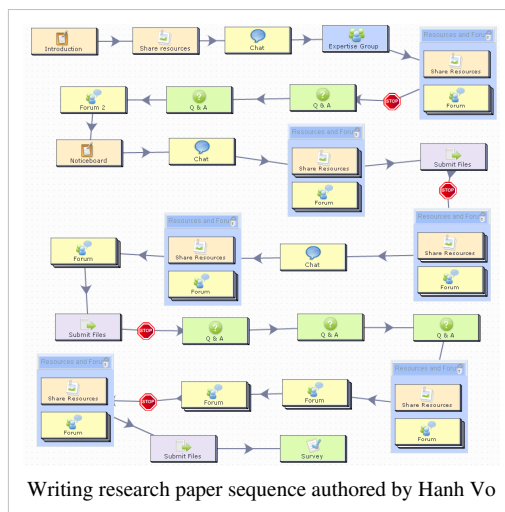 Introduction
Share resources
Chat
Expertise Group
Resources and Foru
Share Resources
Forum
STOP
Q & A
Q & A
Forum 2
Noticeboard
Chat
Resources and Foru
Share Resources
Forum
Submit Files
STOP
Resources and Foru
Share Resources
Forum
Chat
Resources and Foru
Share Resources
Forum
Forum
Submit Files
STOP
Q & A
Q & A
Q & A
Resources and Foru
Share Resources
Forum
Forum
Forum
STOP
Resources and Foru
Share Resources
Forum
Submit Files
Survey
Writing research paper sequence authored by Hanh Vo